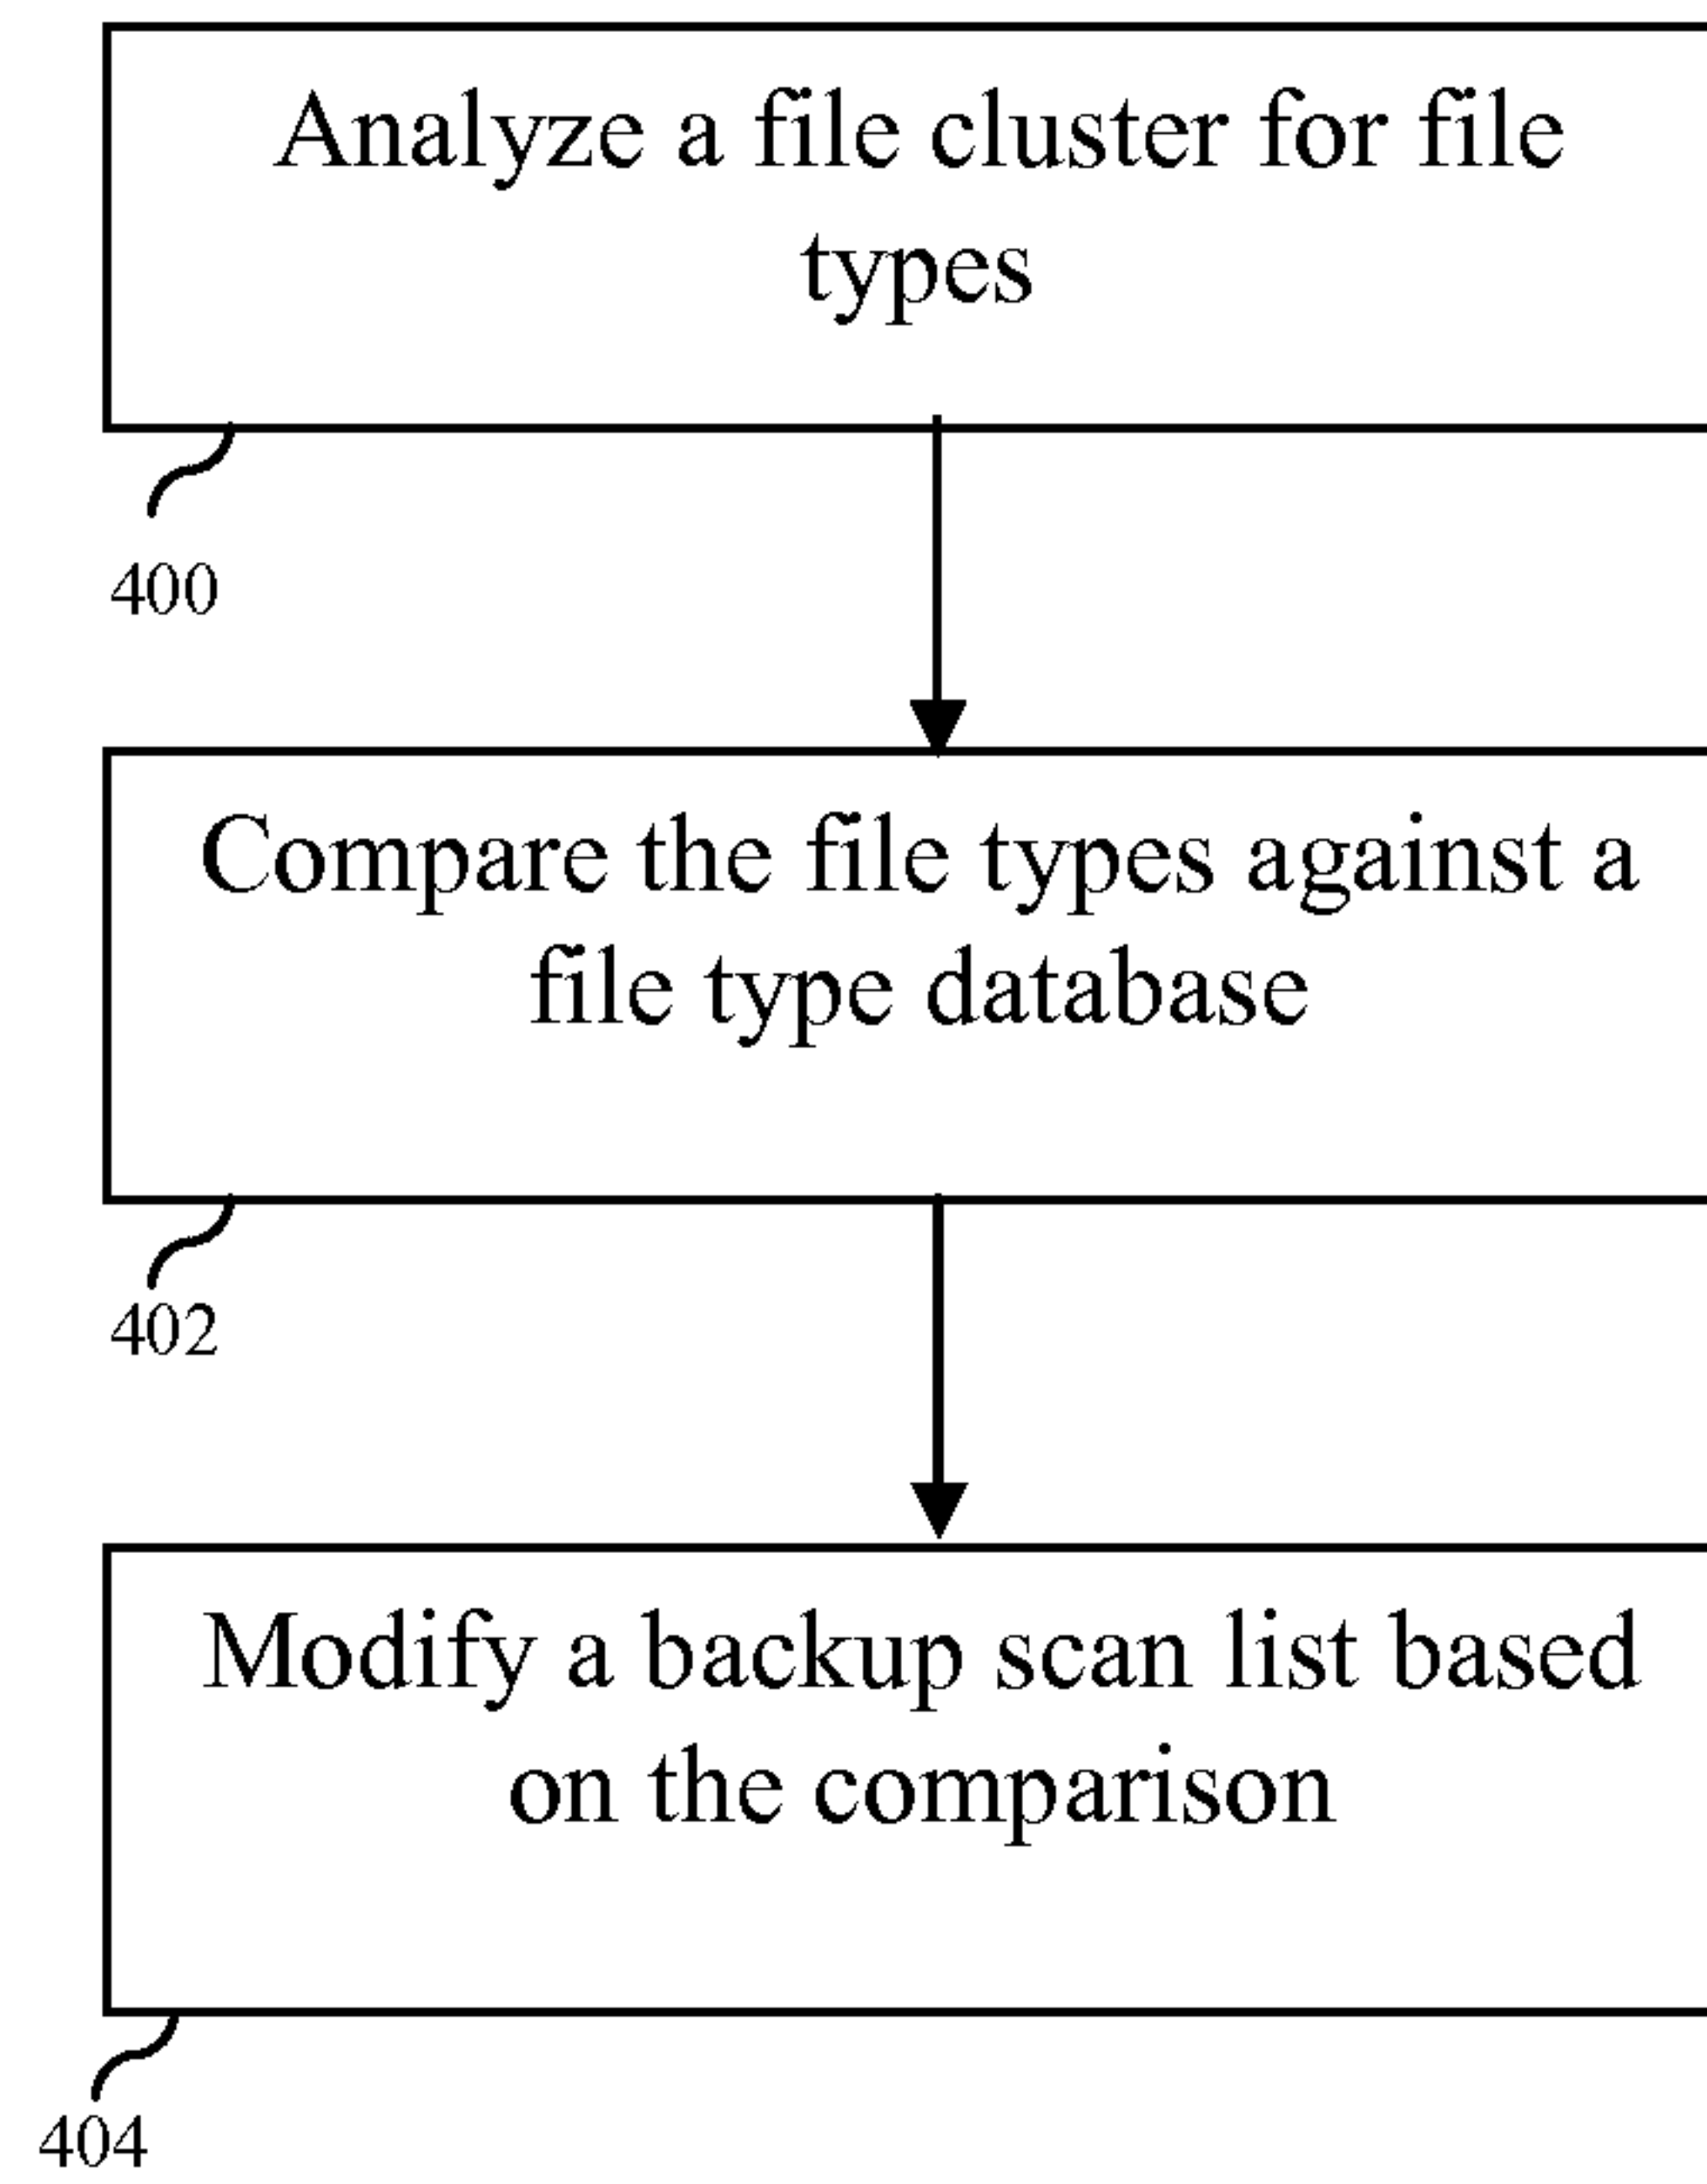 Analyze a file cluster for file
types
400
Compare the file types against a
file type database
402
Modify a backup scan list based
on the comparison
404